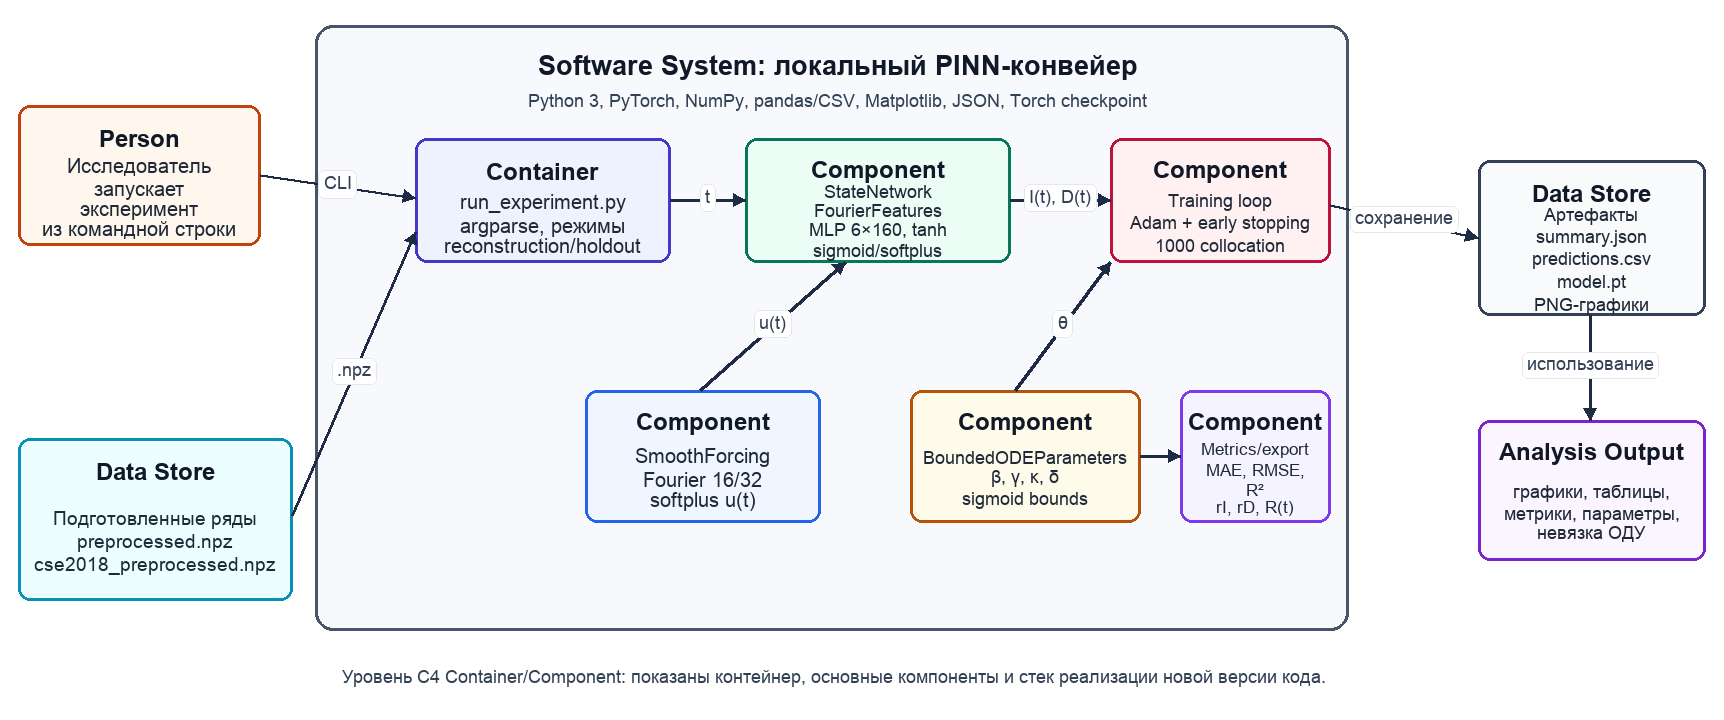 Software System: локальный PINN-конвейер
Python 3, PyTorch, NumPy, pandas/CSV, Matplotlib, JSON, Torch checkpoint
Person
Исследователь
запускает
эксперимент
из командной строки
CLI
Container
run_experiment.py
argparse, режимы
reconstruction/holdout
t
Component
StateNetwork
FourierFeatures
MLP 6×160, tanh
sigmoid/softplus
I(t), D(t)
Component
Training loop
Adam + early stopping
1000 collocation
сохранение
Data Store
Артефакты
summary.json
predictions.csv
model.pt
PNG-графики
.npz
u(t)
θ
использование
Data Store
Подготовленные ряды
preprocessed.npz
cse2018_preprocessed.npz
Component
SmoothForcing
Fourier 16/32
softplus u(t)
Component
BoundedODEParameters
β, γ, κ, δ
sigmoid bounds
Component
Metrics/export
MAE, RMSE,
R²
rI, rD, R(t)
Analysis Output
графики, таблицы,
метрики, параметры,
невязка ОДУ
Уровень C4 Container/Component: показаны контейнер, основные компоненты и стек реализации новой версии кода.